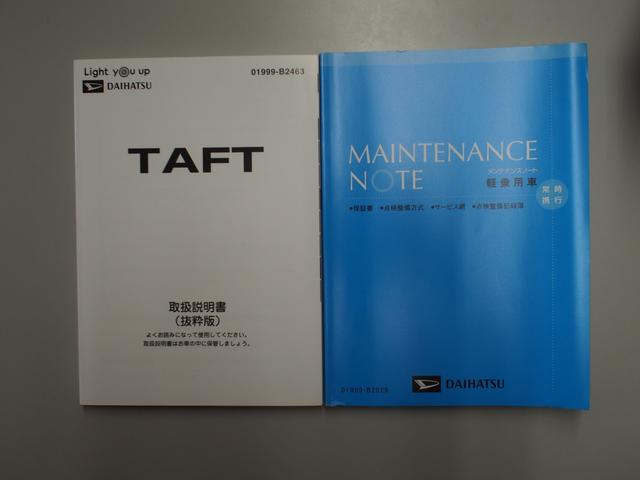 Light you up
01999-B2463
DAIHATSU
TAFT
取扱説明書
（抜粋版）
よくお読みになって使用してください。
取扱説明書はお車の中に保管しましょう。
MAINTENANCE
NOTE
メンテナンスノート
軽乗用車
常時
携行
●保証書 ●点検整備方式 ●サービス網 ●点検整備記録簿
01999-B2029
DAIHATSU